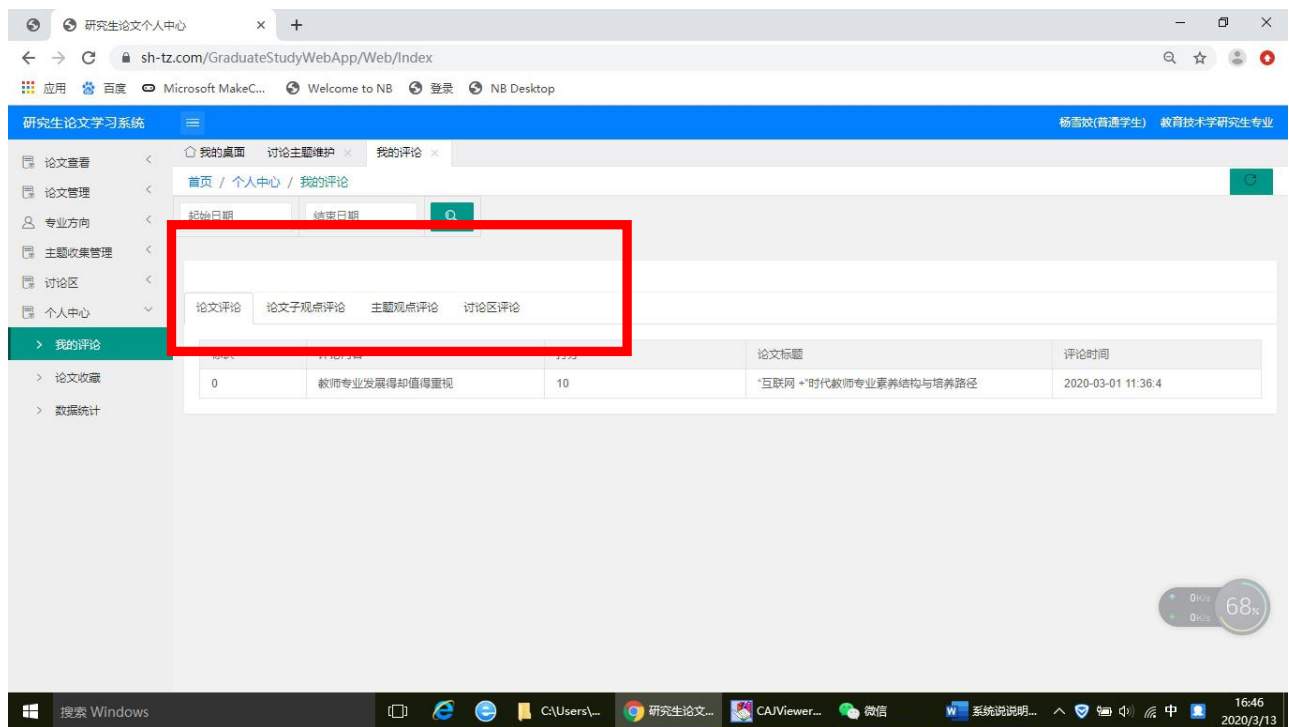 研究生论文个人中心
sh-tz.com/GraduateStudyWebApp/Web/Index
应用 百度 Microsoft MakeC... Welcome to NB 登录 NB Desktop
研究生论文学习系统 杨雪姣(普通学生) 教育技术学研究生专业
我的桌面 讨论主题维护 我的评论
首页 / 个人中心 / 我的评论
起始日期 结束日期
论文查看
论文管理
专业方向
主题收集管理
讨论区
个人中心
我的评论
论文收藏
数据统计
论文评论 论文子观点评论 主题观点评论 讨论区评论
论文标题 评论时间
0 教师专业发展得却值得重视 10 “互联网 +”时代教师专业素养结构与培养路径 2020-03-01 11:36:4
0K/s
0K/s
68%
搜索 Windows C:\Users\... 研究生论文... CAJViewer... 微信 系统说说明... 中 16:46
2020/3/13